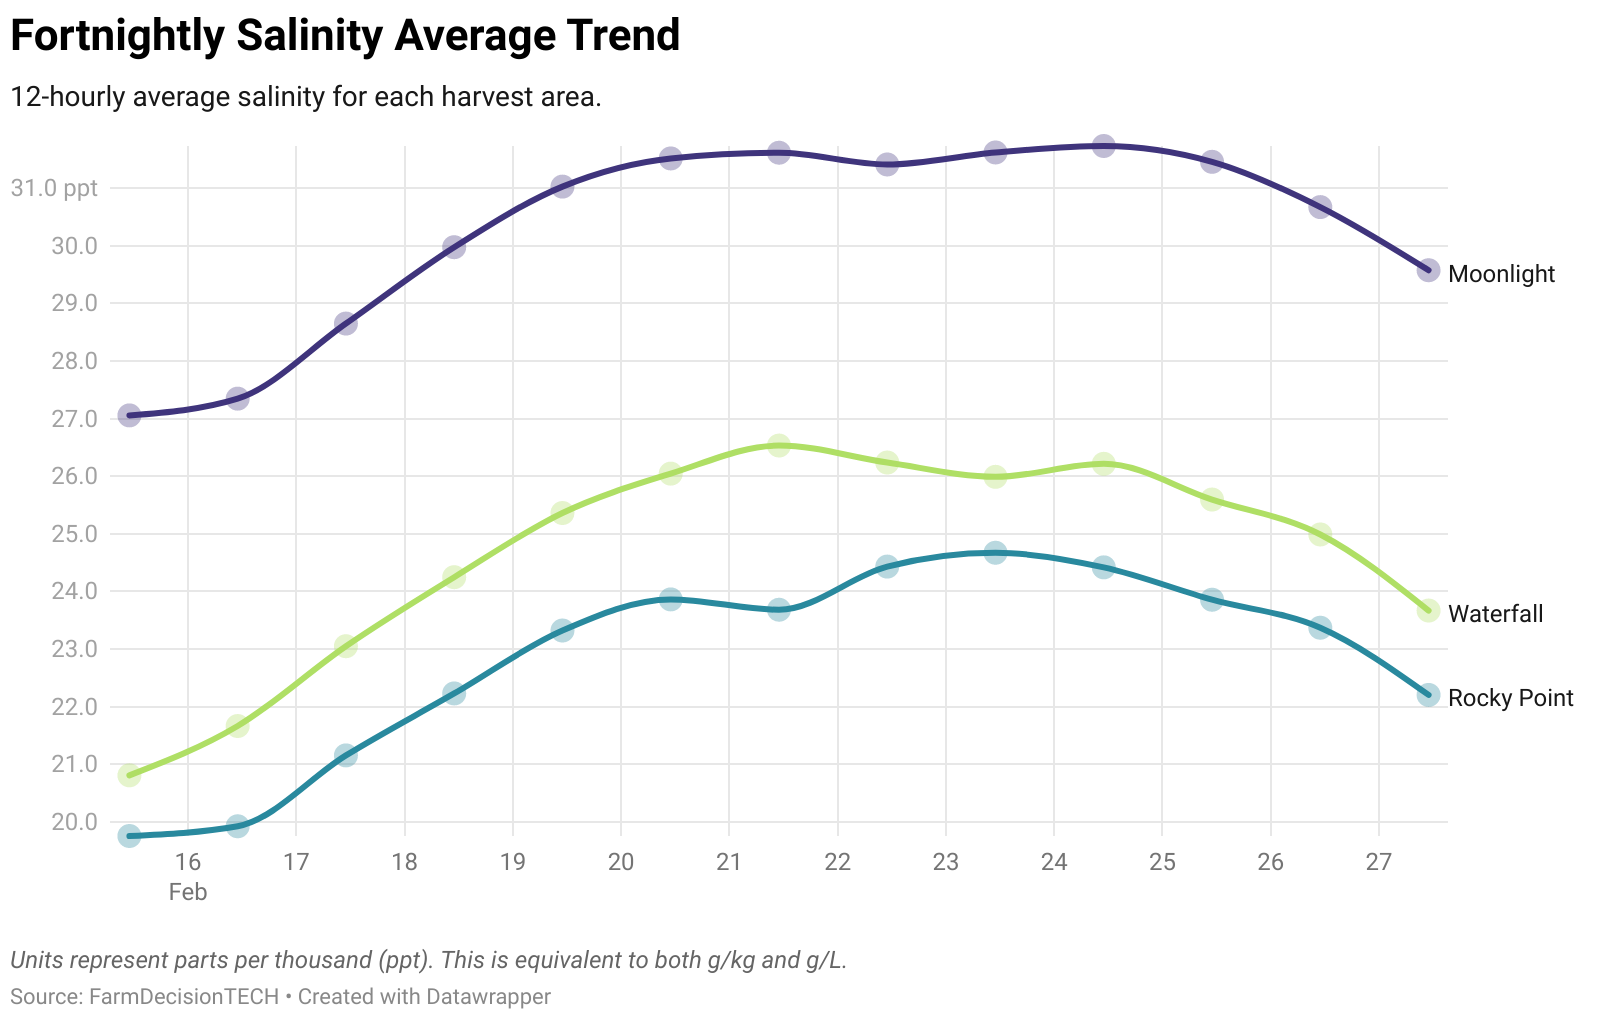 Fortnightly Salinity Average Trend
12-hourly average salinity for each harvest area.
31.0 ppt
30.0
29.0
28.0
27.0
26.0
25.0
24.0
23.0
22.0
21.0
20.0
Moonlight
Waterfall
Rocky Point
16 17 18 19 20 21 22 23 24 25 26 27
Feb
Units represent parts per thousand (ppt). This is equivalent to both g/kg and g/L.
Source: FarmDecisionTECH • Created with Datawrapper